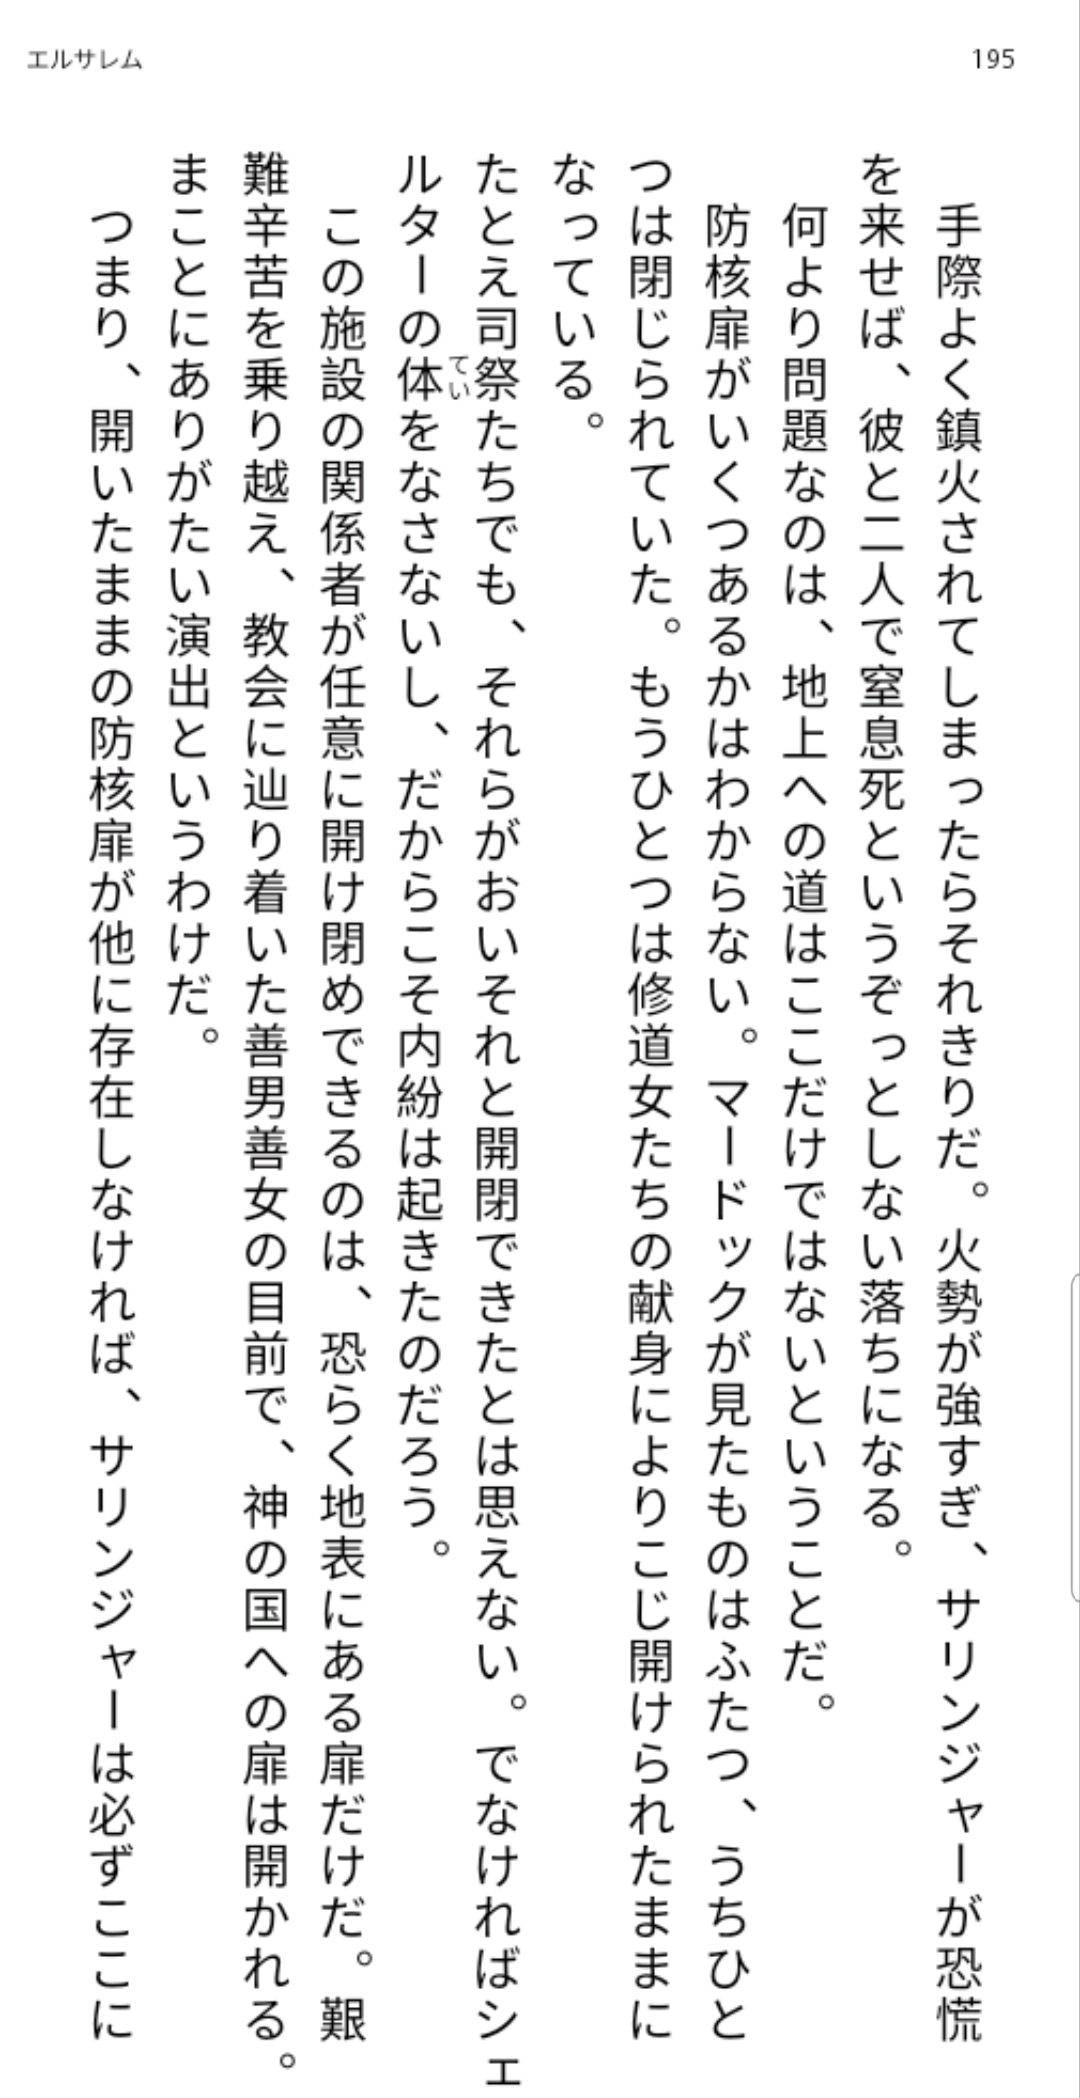 エルサレム
195
手際よく鎮火されてしまったらそれきりだ。火勢が強すぎ、サリンジャーが恐慌
を来せば、彼と二人で窒息死というぞっとしない落ちになる。
何より問題なのは、地上への道はここだけではないということだ。
防核扉がいくつあるかはわからない。マードックが見たものはふたつ、うちひと
つは閉じられていた。もうひとつは修道女たちの献身によりこじ開けられたままに
なっている。
たとえ司祭たちでも、それらがおいそれと開閉できたとは思えない。でなければシェ
ルターの体をなさないし、だからこそ内紛は起きたのだろう。
てい
この施設の関係者が任意に開け閉めできるのは、恐らく地表にある扉だけだ。艱
難辛苦を乗り越え、教会に辿り着いた善男善女の目前で、神の国への扉は開かれる。
まことにありがたい演出というわけだ。
つまり、開いたままの防核扉が他に存在しなければ、サリンジャーは必ずここに